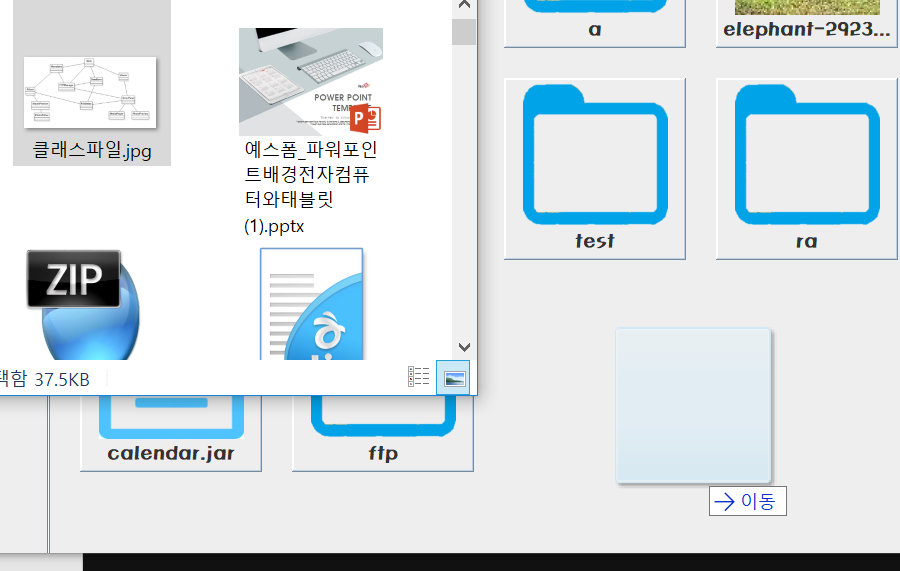 클래스파일.jpg
POWER POINT
예스폼_파워포인
트배경전자컴퓨
터와태블릿
(1).pptx
ZIP
택함 37.5KB
a
elephant-2923...
test
ra
calendar.jar
ftp
→ 이동